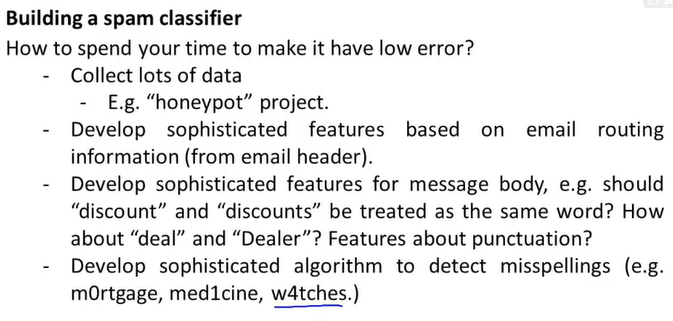 Building a spam classifier
How to spend your time to make it have low error?
- Collect lots of data
- E.g. “honeypot” project.
- Develop sophisticated features based on email routing
information (from email header).
- Develop sophisticated features for message body, e.g. should
“discount” and “discounts” be treated as the same word? How
about “deal” and “Dealer”? Features about punctuation?
- Develop sophisticated algorithm to detect misspellings (e.g.
m0rtgage, med1cine, w4tches.)